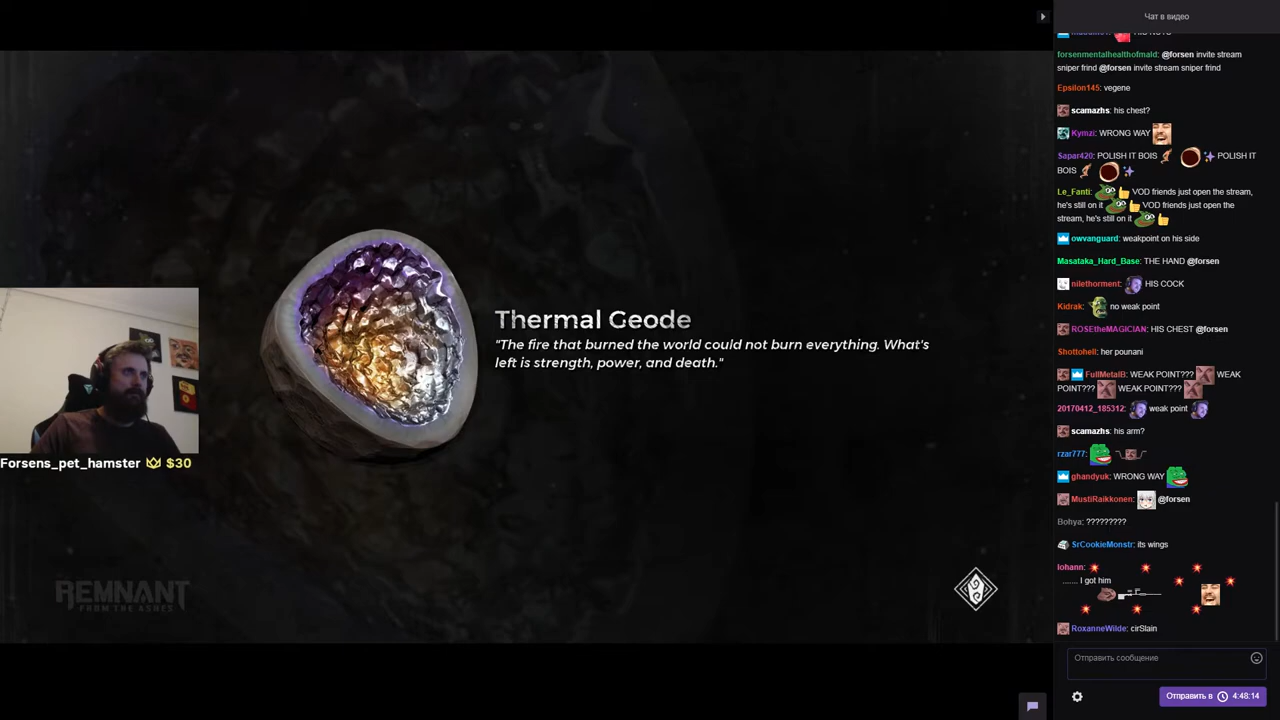 Thermal Geode
"The fire that burned the world could not burn everything. What's
left is strength, power, and death."
Forsens_pet_hamster $30
REMNANT
FROM THE ASHES
Чат в видео
forsenmentalhealthofmald: @forsen invite stream
sniper frind @forsen invite stream sniper frind
Epsilon145: vegene
scamazhs: his chest?
Kymzi: WRONG WAY
Sapar420: POLISH IT BOIS POLISH IT
BOIS
Le_Fanti: VOD friends just open the stream,
he's still on it VOD friends just open the
stream, he's still on it
owvanguard: weakpoint on his side
Masataka_Hard_Base: THE HAND @forsen
nilethorment: HIS COCK
Kidrak: no weak point
ROSEtheMAGICIAN: HIS CHEST @forsen
Shottohell: her pounani
FullMetalB: WEAK POINT??? WEAK
POINT??? WEAK POINT???
20170412_185312: weak point
scamazhs: his arm?
rzar777:
ghandyuk: WRONG WAY
MustiRaikkonen: @forsen
Bohya: ?????????
SrCookieMonstr: its wings
iohann:
....... I got him
RoxanneWilde: cirSlain
Отправить сообщение
Отправить в 4:48:14